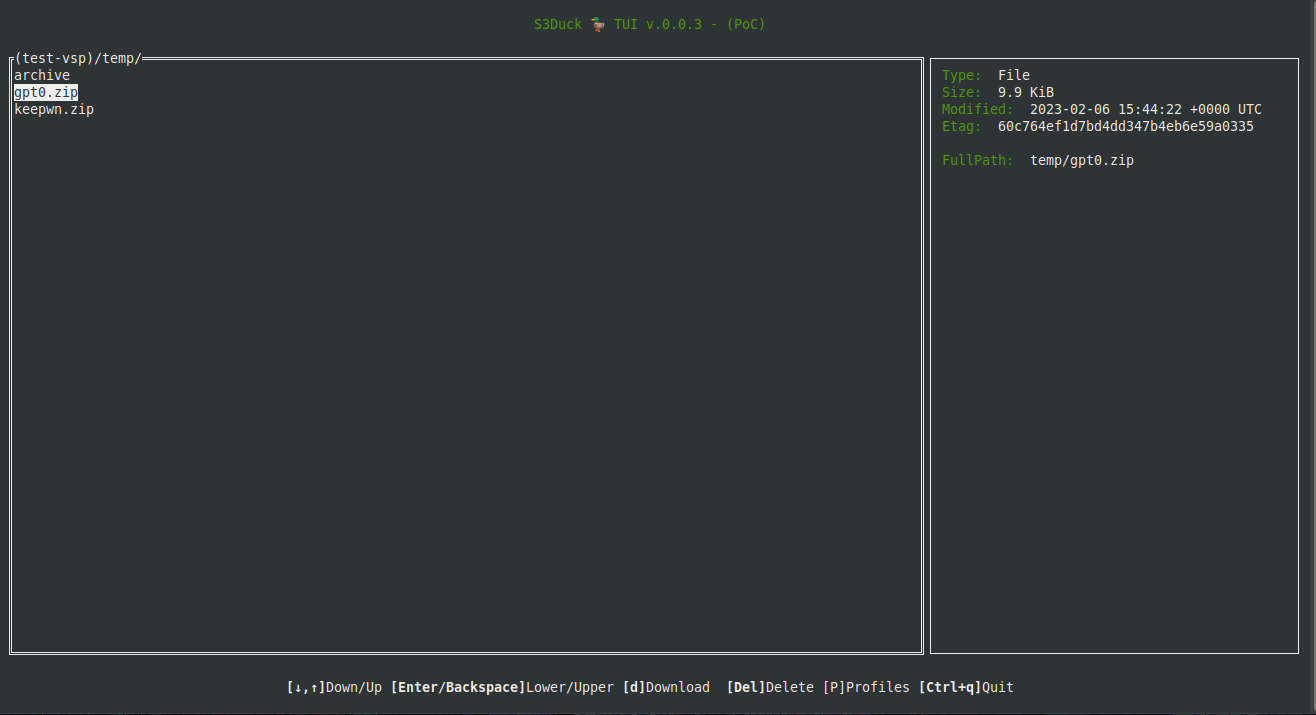 S3Duck 🦆 TUI v.0.0.3 - (PoC)
(test-vsp)/temp/
archive
gpt0.zip
keepwn.zip
Type: File
Size: 9.9 KiB
Modified: 2023-02-06 15:44:22 +0000 UTC
Etag: 60c764ef1d7bd4dd347b4eb6e59a0335
FullPath: temp/gpt0.zip
[↓,↑]Down/Up [Enter/Backspace]Lower/Upper [d]Download [Del]Delete [P]Profiles [Ctrl+q]Quit